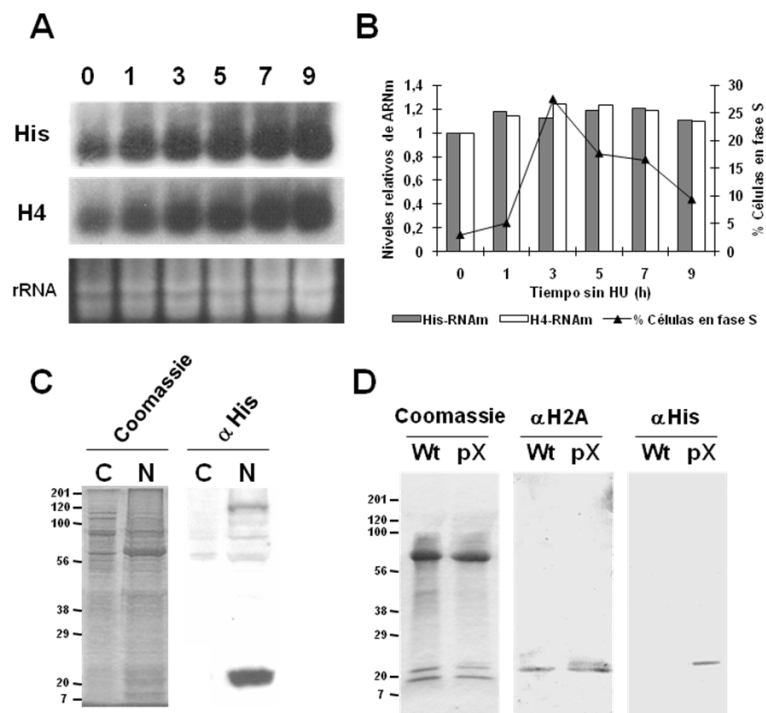 A
0 1 3 5 7 9
His
H4
rRNA
B
Niveles relativos de ARNm
1,4
1,2
1
0,8
0,6
0,4
0,2
0
30
25
20
15
10
5
0
% Células en fase S
0 1 3 5 7 9
Tiempo sin HU (h)
His-RNAm H4-RNAm % Células en fase S
C
Coomassie
α His
C N C N
201
120
100
56
38
29
20
7
D
Coomassie αH2A αHis
Wt pX Wt pX Wt pX
201
120
100
56
38
29
20
7